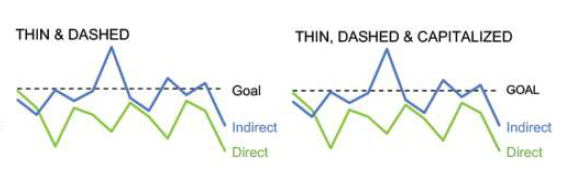 THIN & DASHED
Goal
Indirect
Direct
THIN, DASHED & CAPITALIZED
GOAL
Indirect
Direct